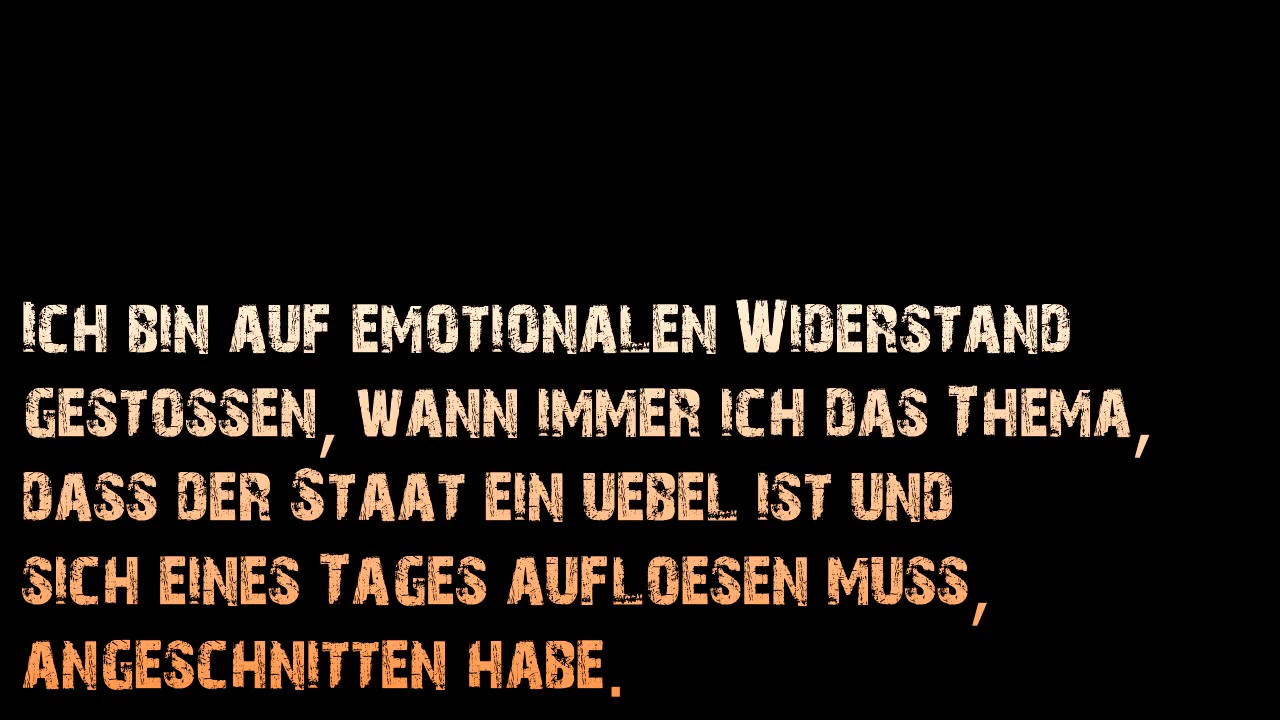 Ich bin auf emotionalen Widerstand
gestossen, wann immer ich das Thema,
dass der Staat ein Uebel ist und
sich eines Tages aufloesen muss,
angeschnitten habe.